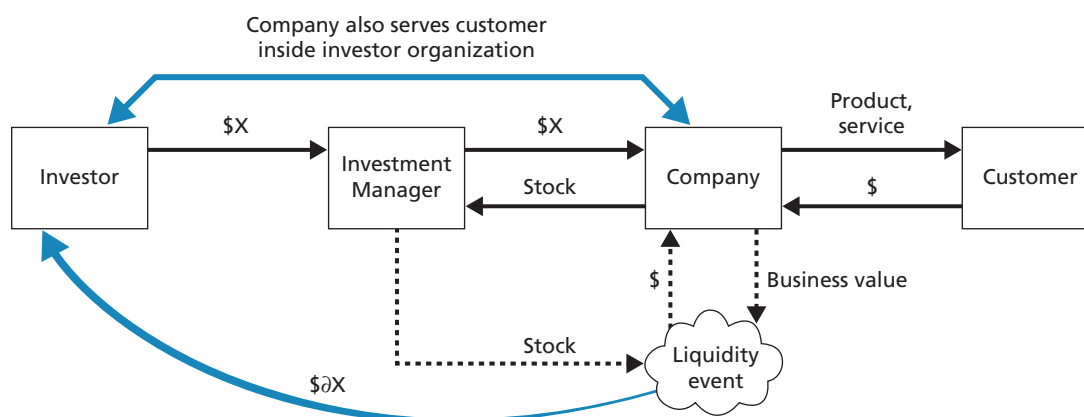 Company also serves customer
inside investor organization
$X
$X
Product,
service
Investor
Investment
Manager
Company
Customer
Stock
$
$
Business value
Stock
Liquidity
event
$∂X